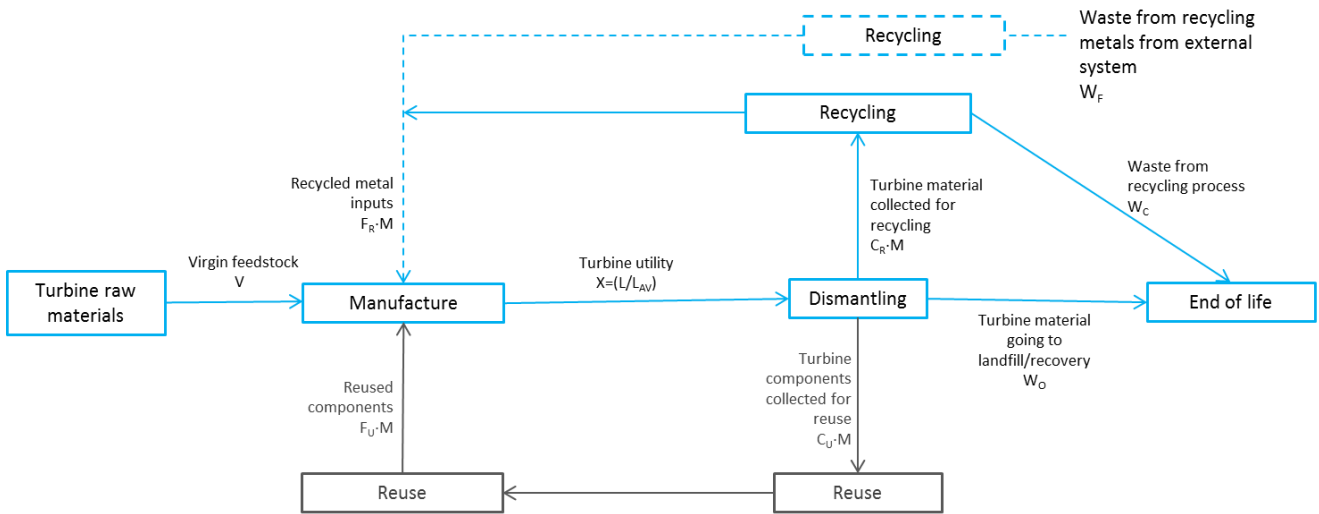 Recycling
Waste from recycling
metals from external
system
W_F
Recycling
Recycled metal
inputs
F_R·M
Turbine material
collected for
recycling
C_R·M
Waste from
recycling process
W_C
Turbine raw
materials
Virgin feedstock
V
Manufacture
Turbine utility
X=(L/L_AV)
Dismantling
Turbine material
going to
landfill/recovery
W_O
End of life
Reused
components
F_U·M
Turbine
components
collected for
reuse
C_U·M
Reuse
Reuse